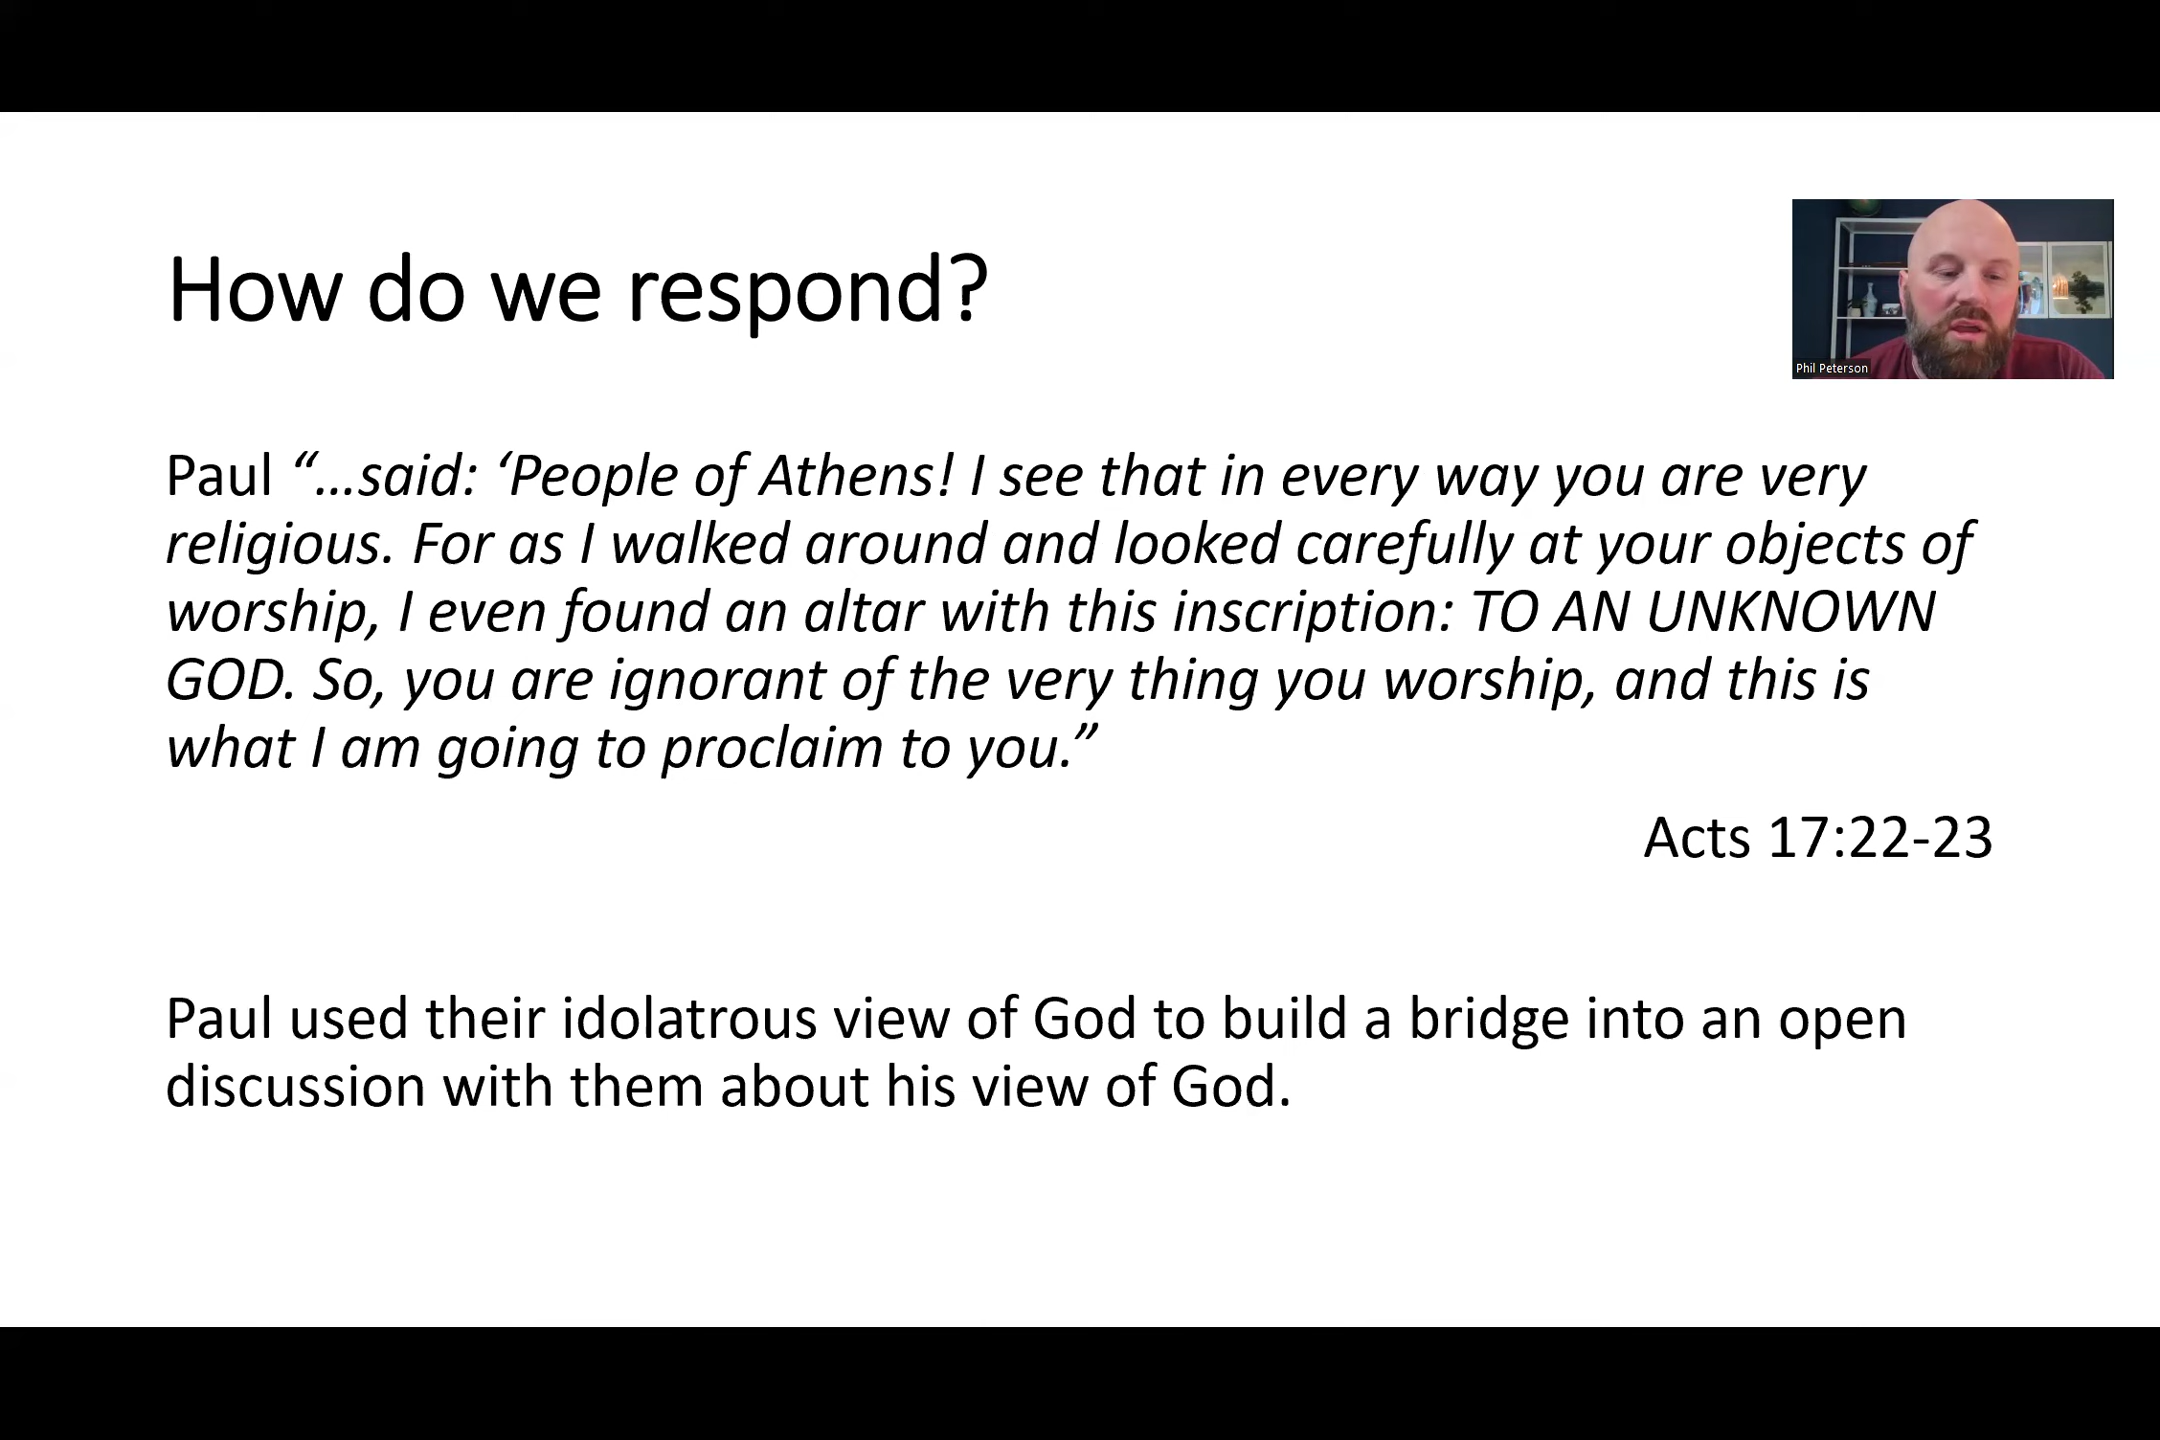 How do we respond?
Phil Peterson
Paul “…said: ‘People of Athens! I see that in every way you are very
religious. For as I walked around and looked carefully at your objects of
worship, I even found an altar with this inscription: TO AN UNKNOWN
GOD. So, you are ignorant of the very thing you worship, and this is
what I am going to proclaim to you.”
Acts 17:22-23
Paul used their idolatrous view of God to build a bridge into an open
discussion with them about his view of God.